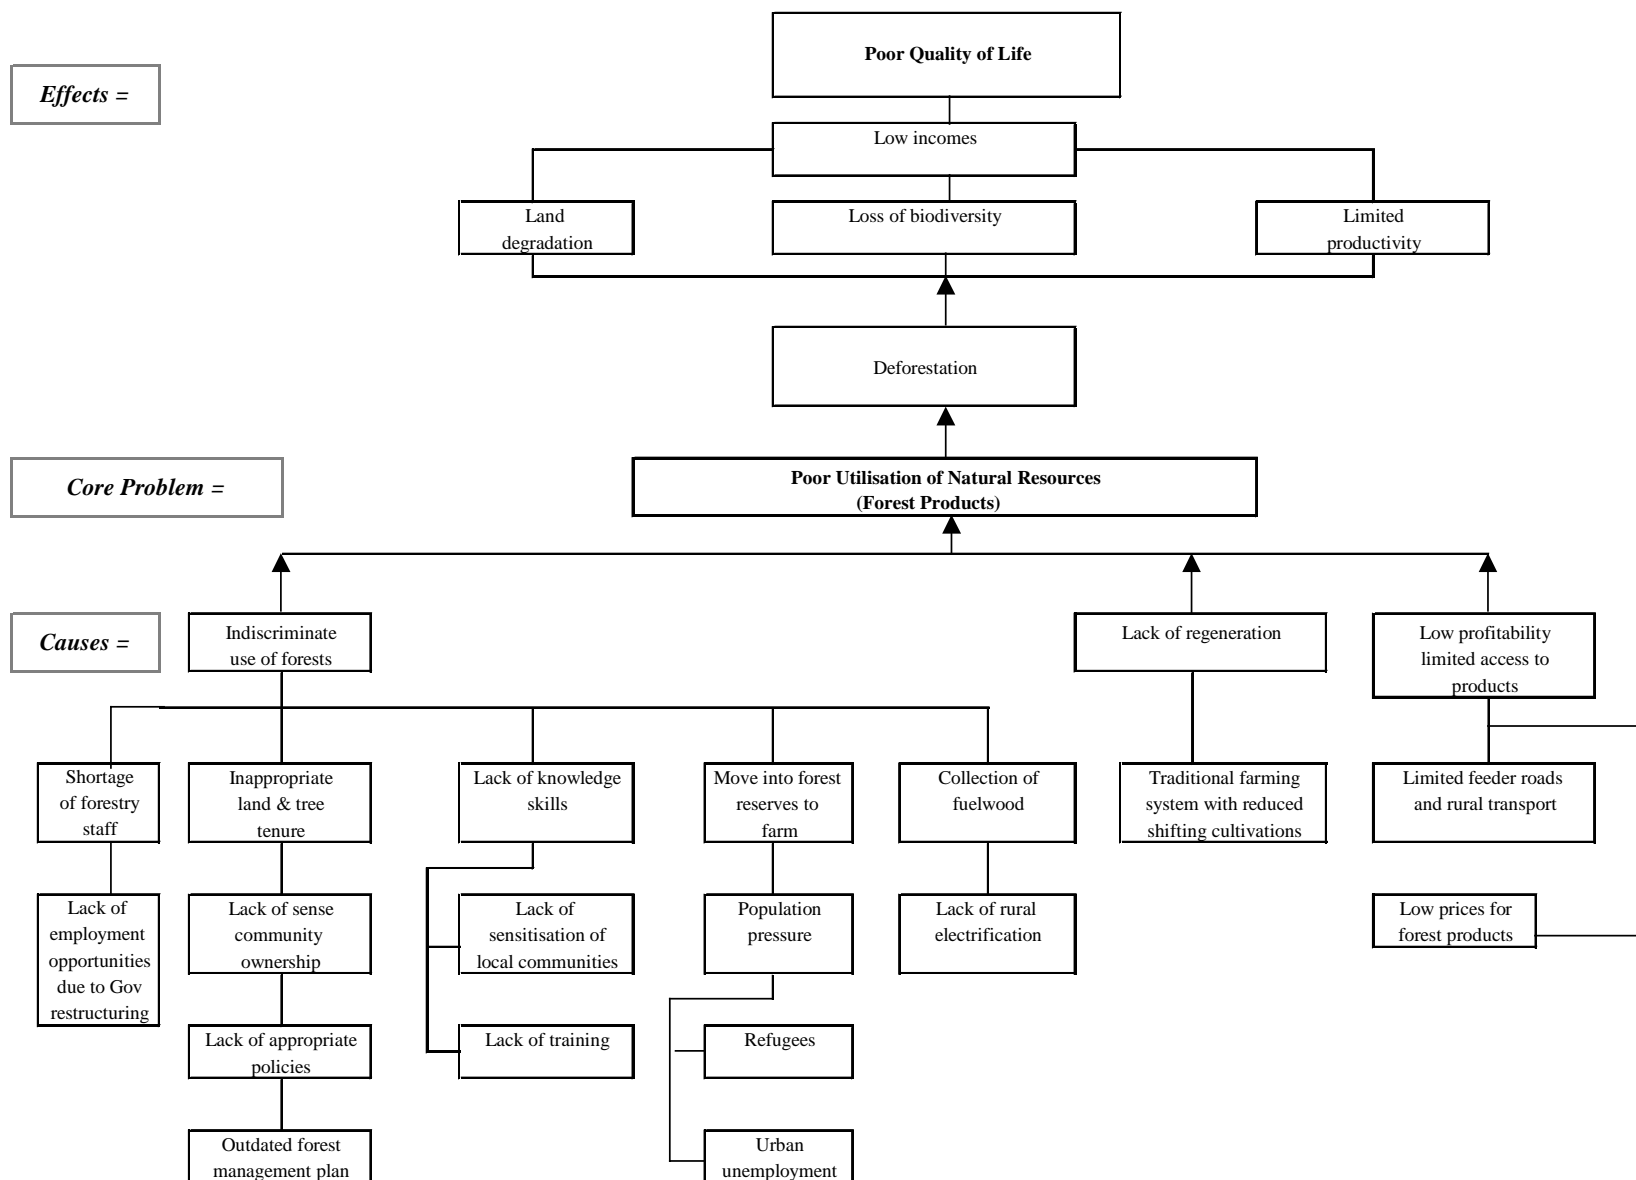 Poor Quality of Life
Effects =
Low incomes
Land
degradation
Loss of biodiversity
Limited
productivity
Deforestation
Core Problem =
Poor Utilisation of Natural Resources
(Forest Products)
Causes =
Indiscriminate
use of forests
Lack of regeneration
Low profitability
limited access to
products
Shortage
of forestry
staff
Inappropriate
land & tree
tenure
Lack of knowledge
skills
Move into forest
reserves to
farm
Collection of
fuelwood
Traditional farming
system with reduced
shifting cultivations
Limited feeder roads
and rural transport
Lack of
employment
opportunities
due to Gov
restructuring
Lack of sense
community
ownership
Lack of
sensitisation of
local communities
Population
pressure
Lack of rural
electrification
Low prices for
forest products
Lack of appropriate
policies
Lack of training
Refugees
Outdated forest
management plan
Urban
unemployment